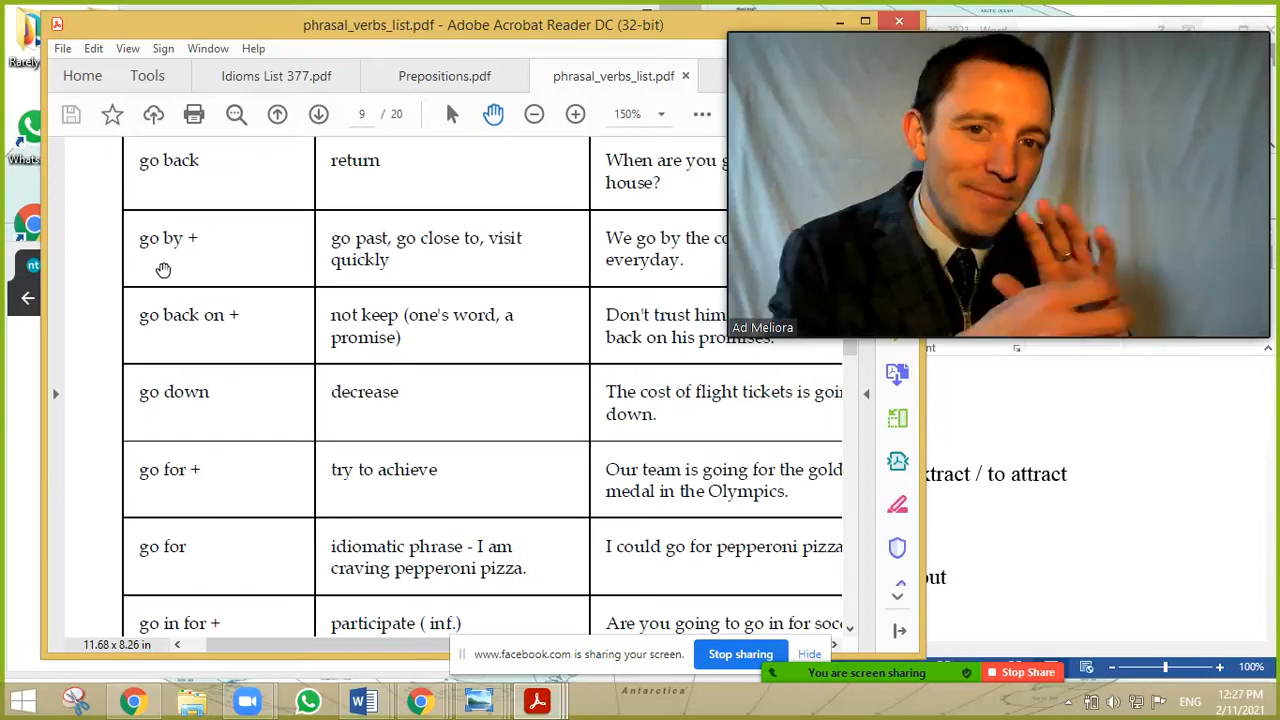 phrasal_verbs_list.pdf - Adobe Acrobat Reader DC (32-bit)
Rarely
File Edit View Sign Window Help
Home Tools Idioms List 377.pdf Prepositions.pdf phrasal_verbs_list.pdf
9 / 20 150%
Whats
nt
go back return When are you g
house?
go by + go past, go close to, visit We go by the co
quickly everyday.
go back on + not keep (one's word, a Don't trust him
promise) back on his promises.
go down decrease The cost of flight tickets is goin
down.
go for + try to achieve Our team is going for the gold
medal in the Olympics.
go for idiomatic phrase - I am I could go for pepperoni pizza
craving pepperoni pizza.
go in for + participate ( inf.) Are you going to go in for soc
Ad Meliora
nt
xtract / to attract
out
11.68 x 8.26 in
www.facebook.com is sharing your screen. Stop sharing Hide
You are screen sharing Stop Share
100%
Antarctica
ENG
12:27 PM
2/11/2021